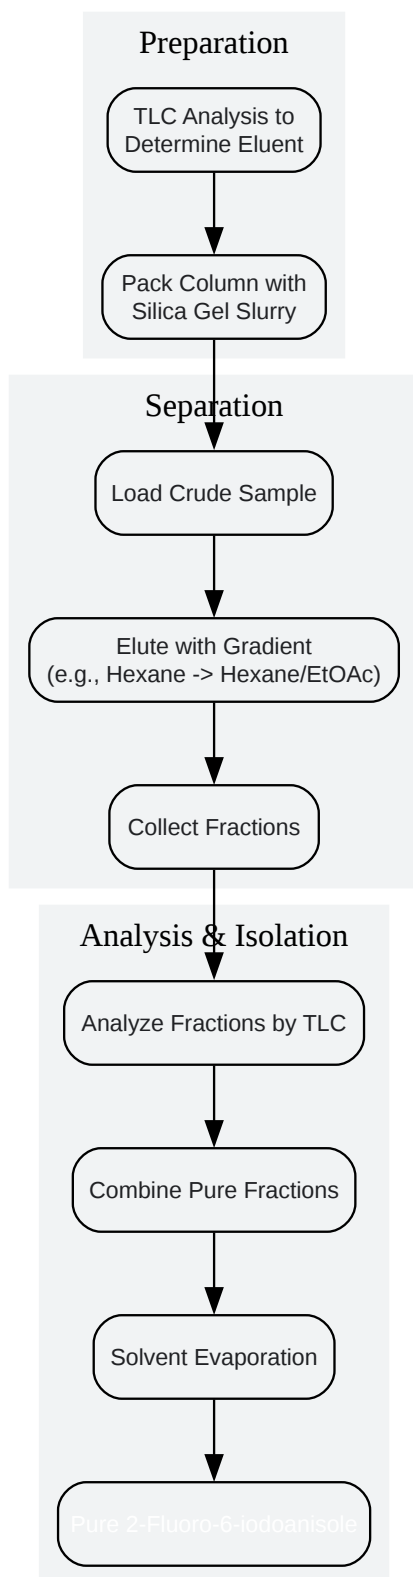 Preparation
TLC Analysis to
Determine Eluent
Pack Column with
Silica Gel Slurry
Separation
Load Crude Sample
Elute with Gradient
(e.g., Hexane -> Hexane/EtOAc)
Collect Fractions
Analysis & Isolation
Analyze Fractions by TLC
Combine Pure Fractions
Solvent Evaporation
Pure 2-Fluoro-6-iodoanisole